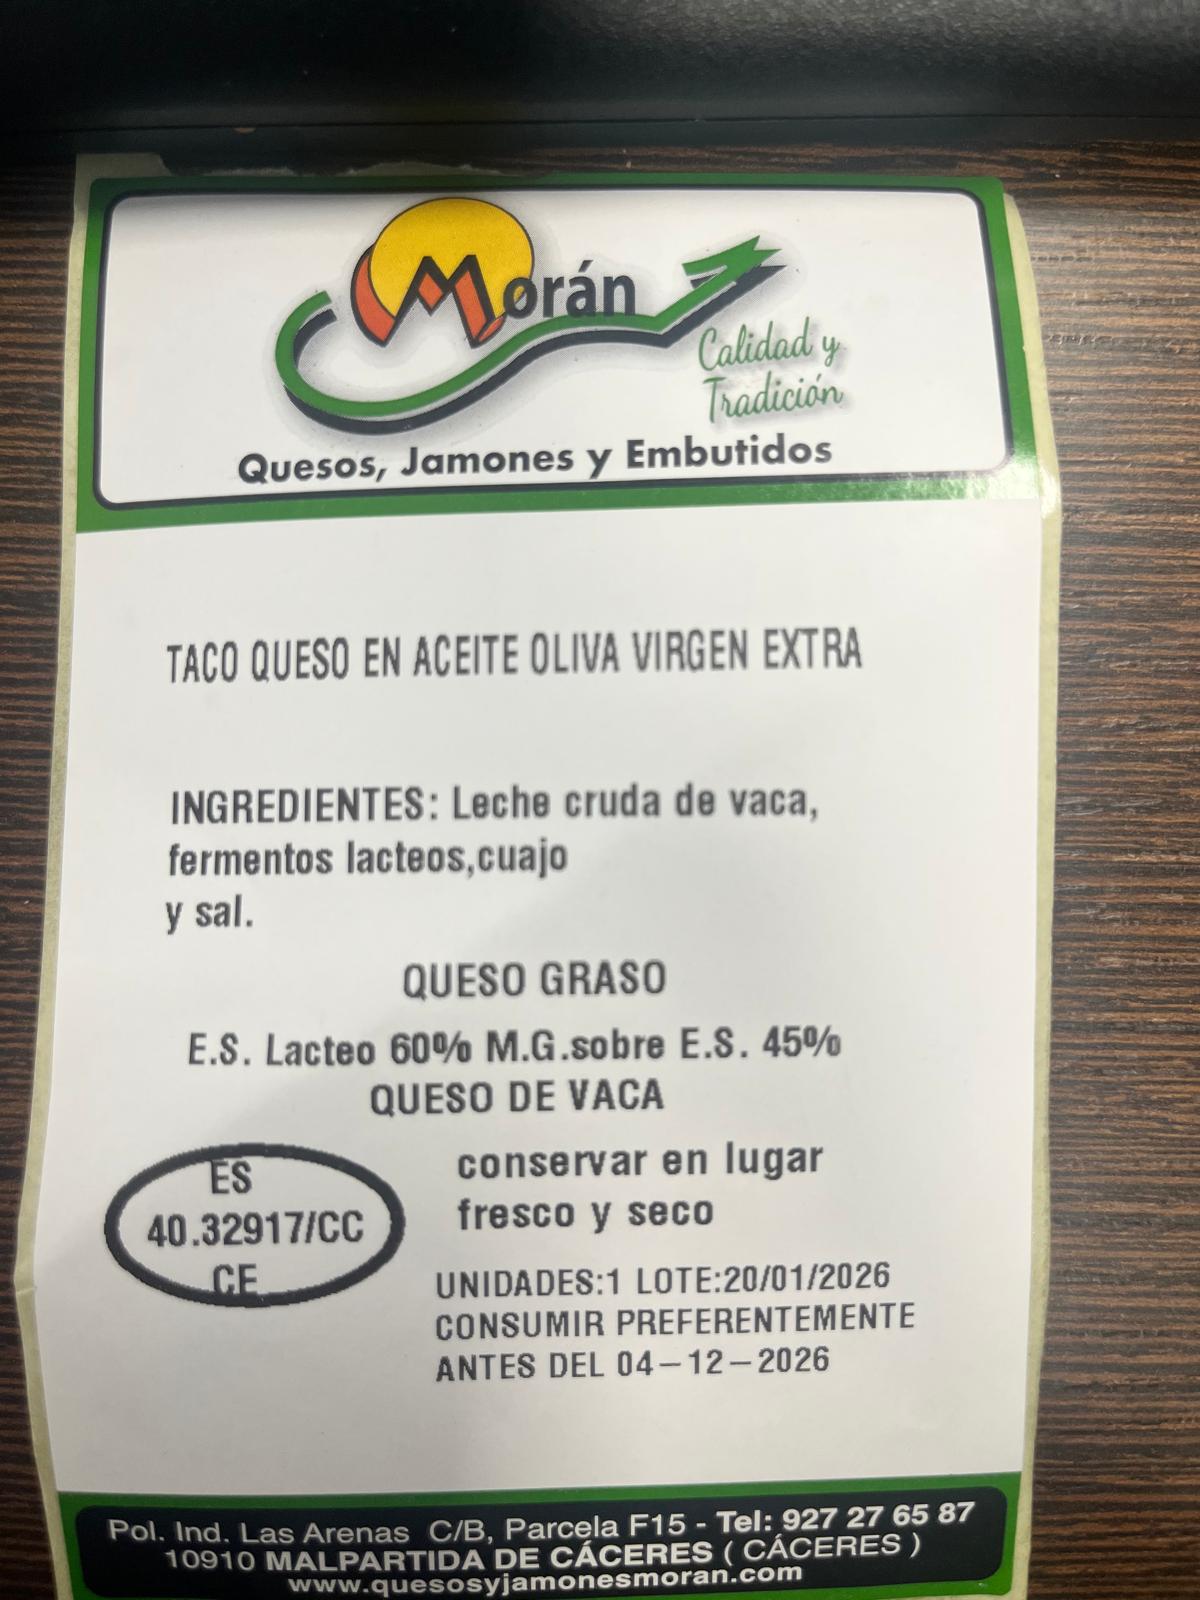 Morán
Calidad y
Tradición
Quesos, Jamones y Embutidos
TACO QUESO EN ACEITE OLIVA VIRGEN EXTRA
INGREDIENTES: Leche cruda de vaca,
fermentos lacteos,cuajo
y sal.
QUESO GRASO
E.S. Lacteo 60% M.G.sobre E.S. 45%
QUESO DE VACA
ES
40.32917/CC
CE
conservar en lugar
fresco y seco
UNIDADES:1 LOTE:20/01/2026
CONSUMIR PREFERENTEMENTE
ANTES DEL 04-12-2026
Pol. Ind. Las Arenas C/B, Parcela F15 - Tel: 927 27 65 87
10910 MALPARTIDA DE CÁCERES ( CÁCERES )
www.quesosyjamonesmoran.com